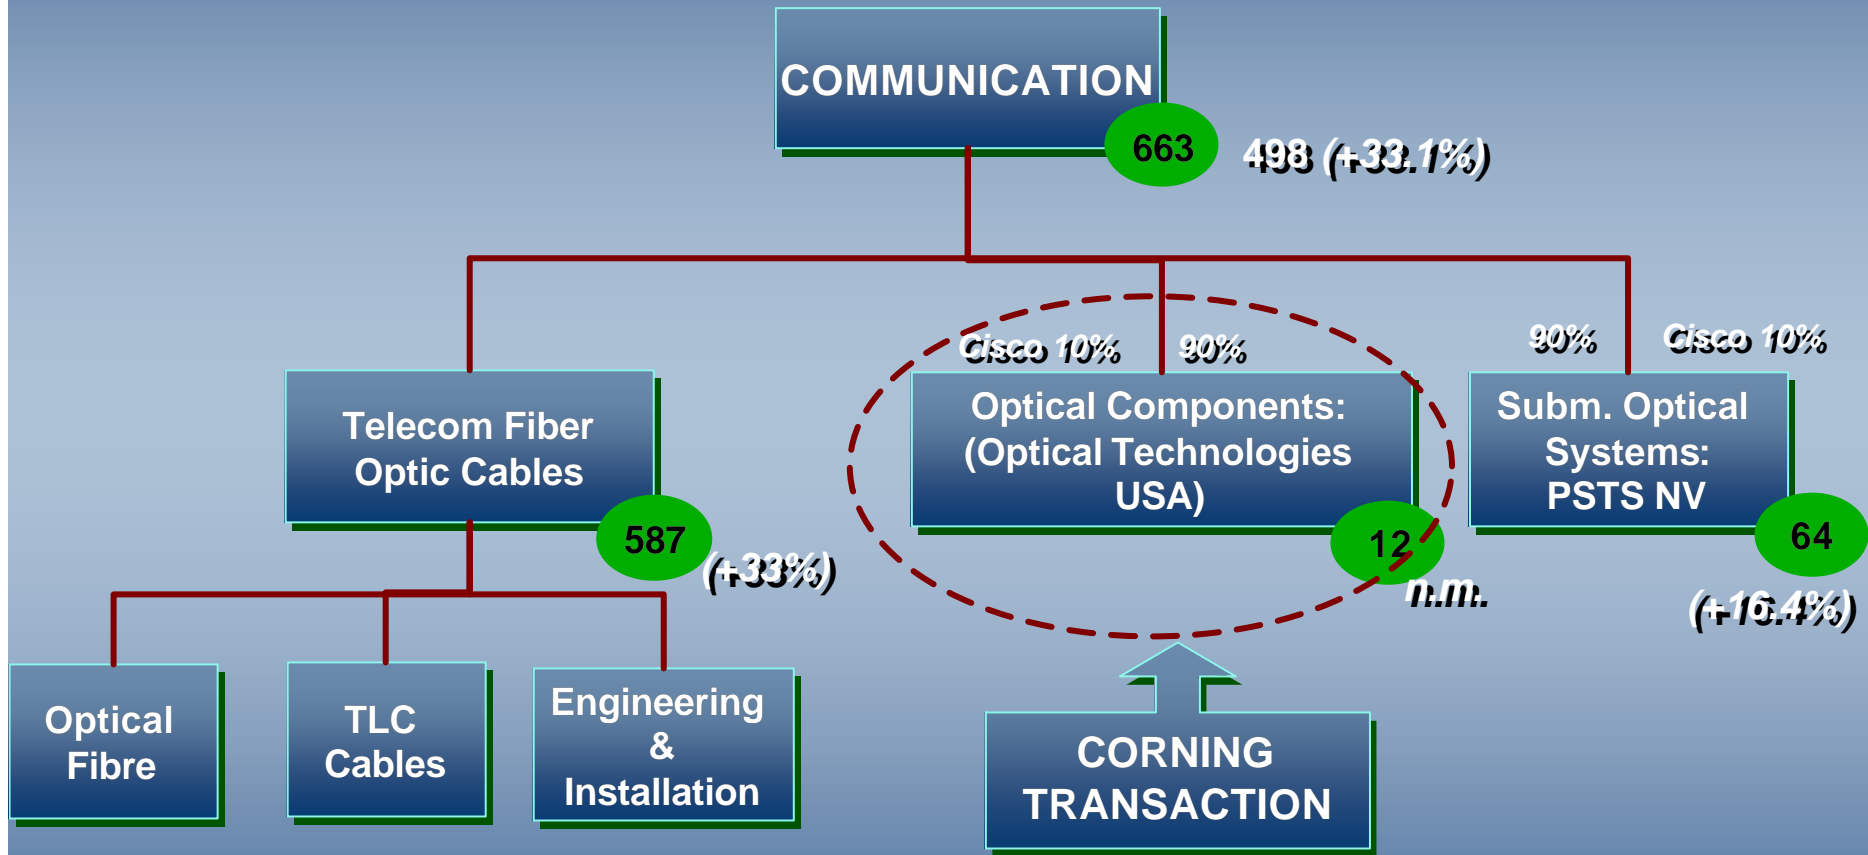 COMMUNICATION
663
498 (+33.1%)
Cisco 10%
90%
90%
Cisco 10%
Telecom Fiber
Optic Cables
587
(+33%)
Optical Components:
(Optical Technologies
USA)
12
n.m.
Subm. Optical
Systems:
PSTS NV
64
(+16.4%)
Optical
Fibre
TLC
Cables
Engineering
&
Installation
CORNING
TRANSACTION